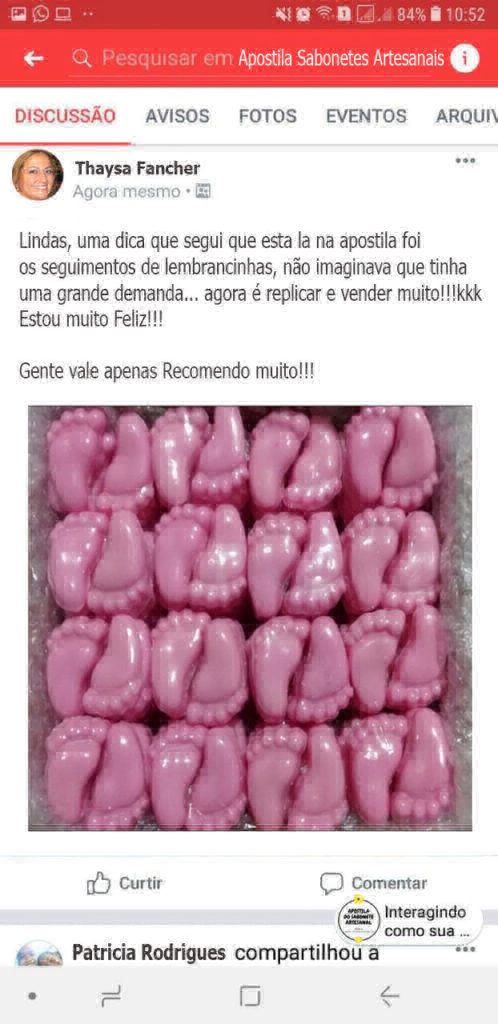 84% 10:52
Pesquisar em Apostila Sabonetes Artesanais
DISCUSSÃO AVISOS FOTOS EVENTOS ARQUIV
Thaysa Fancher
Agora mesmo
Lindas, uma dica que segui que esta la na apostila foi
os seguimentos de lembrancinhas, não imaginava que tinha
uma grande demanda... agora é replicar e vender muito!!!kkk
Estou muito Feliz!!!
Gente vale apenas Recomendo muito!!!
Curtir Comentar
APOSTILA
DO SABONETE
ARTESANAL
Interagindo
como sua ...
Patricia Rodrigues compartilhou a